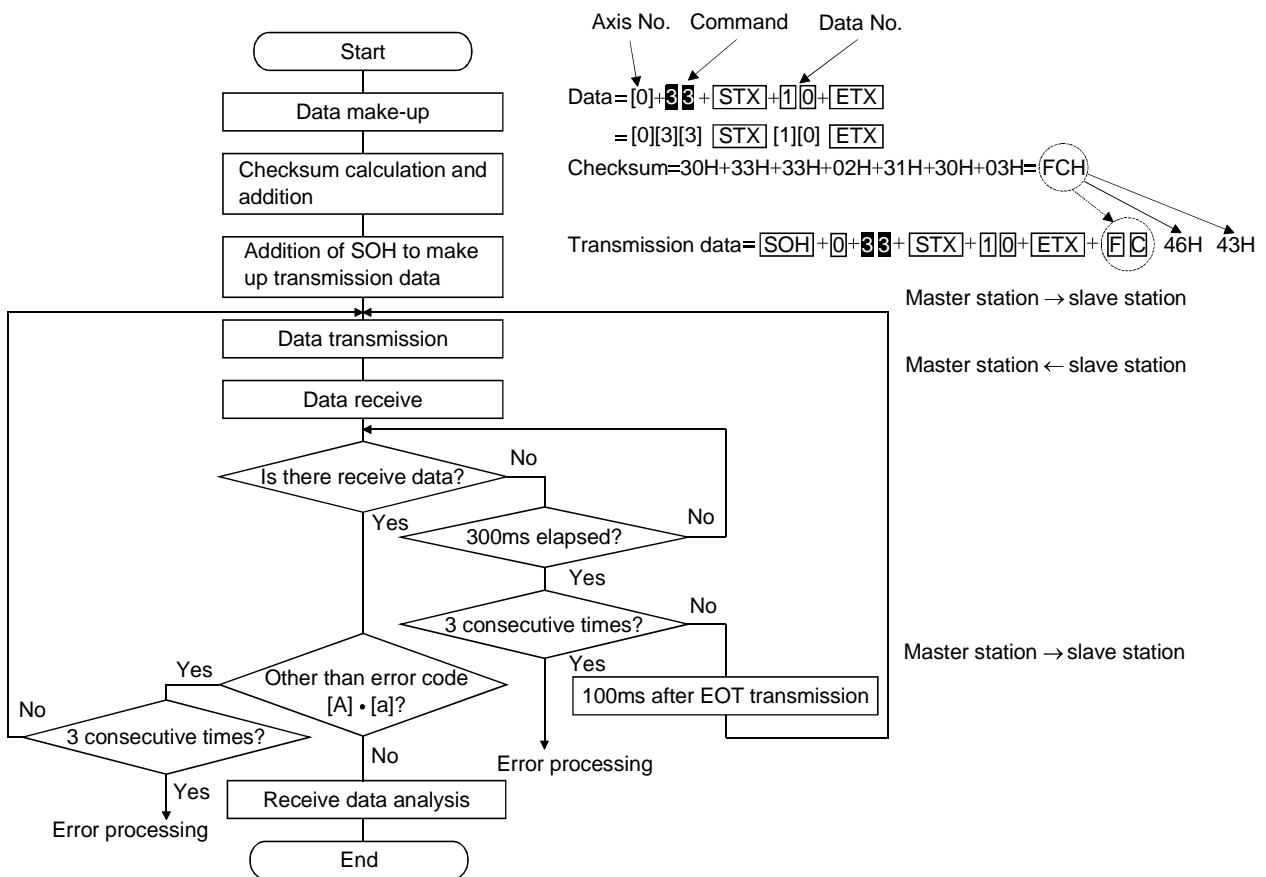 Axis No. Command Data No.
Start
Data=[0]+3 3+STX+1 0+ETX
Data make-up
=[0][3][3] STX [1][0] ETX
Checksum calculation and
addition
Checksum=30H+33H+33H+02H+31H+30H+03H=FCH
Addition of SOH to make
up transmission data
Transmission data=SOH+0+3 3+STX+1 0+ETX+F C 46H 43H
Master station → slave station
Data transmission
Master station ← slave station
Data receive
Is there receive data?
No
Yes
300ms elapsed?
No
Yes
3 consecutive times?
No
Yes
100ms after EOT transmission
Master station → slave station
Error processing
Other than error code
[A] • [a]?
Yes
No
3 consecutive times?
No
Yes
Error processing
Receive data analysis
End